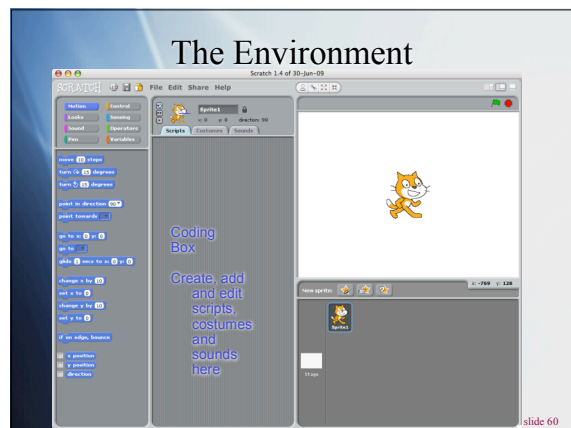 The Environment
Scratch 1.4 of 30-Jun-09
SCRATCH File Edit Share Help
Motion Control
Looks Sensing
Sound Operators
Pen Variables
move 10 steps
turn 15 degrees
turn 15 degrees
point in direction 90
point towards
go to x: 0 y: 0
go to
glide 1 secs to x: 0 y: 0
change x by 10
set x to 0
change y by 10
set y to 0
if on edge, bounce
x position
y position
direction
Sprite1
x: 0 y: 0 direction: 90
Scripts Costumes Sounds
Coding
Box
Create, add
and edit
scripts,
costumes
and
sounds
here
x: -769 y: 128
New sprite:
Sprite1
Stage
slide 60